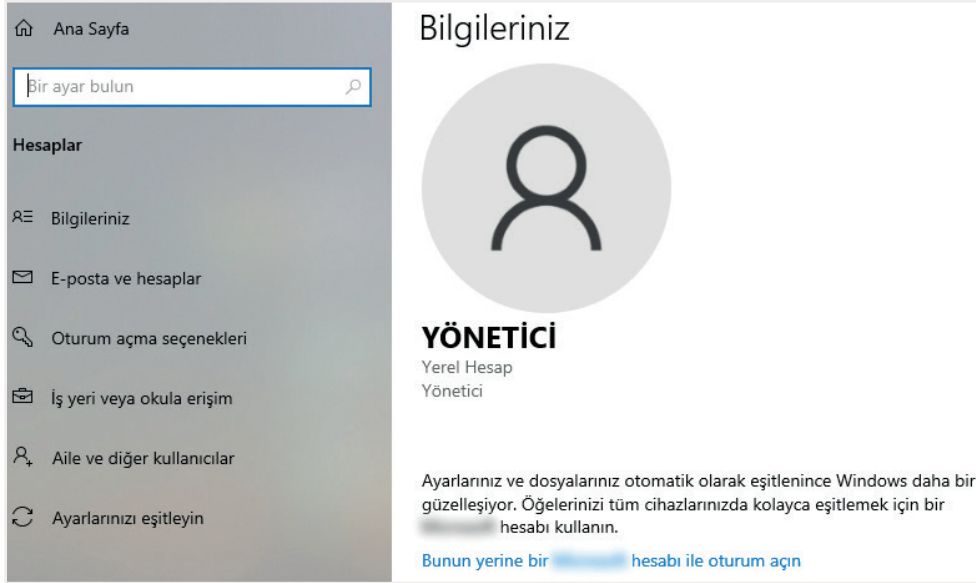 Ana Sayfa
Bir ayar bulun
Hesaplar
Bilgileriniz
E-posta ve hesaplar
Oturum açma seçenekleri
İş yeri veya okula erişim
Aile ve diğer kullanıcılar
Ayarlarınızı eşitleyin
Bilgileriniz
YÖNETİCİ
Yerel Hesap
Yönetici
Ayarlarınız ve dosyalarınız otomatik olarak eşitlenince Windows daha bir
güzelleşiyor. Öğelerinizi tüm cihazlarınızda kolayca eşitlemek için bir
hesabı kullanın.
Bunun yerine bir hesabı ile oturum açın